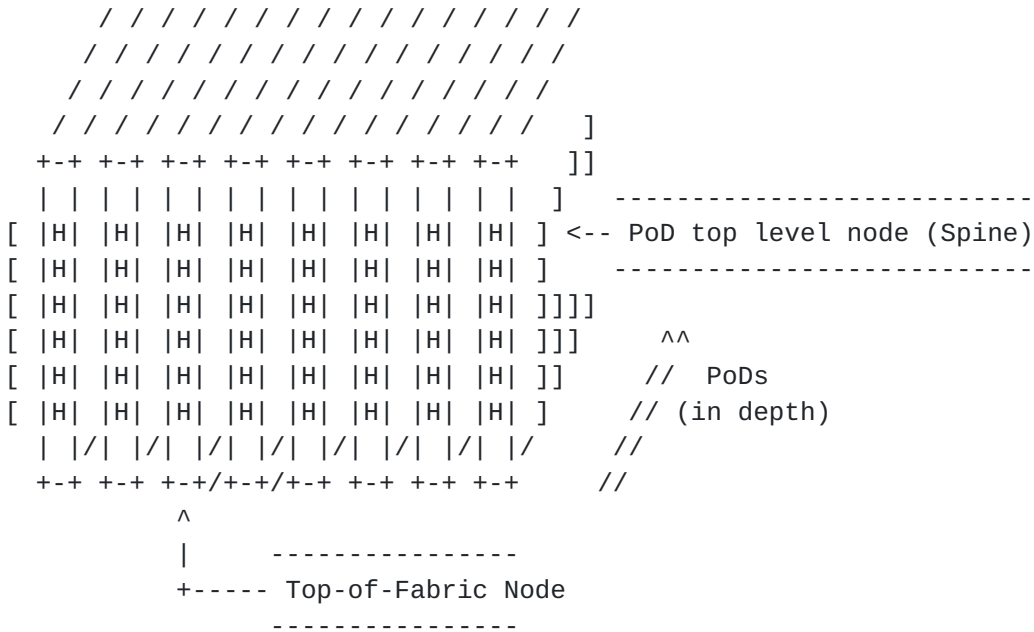 / / / / / / / / / / / / / / / /
     / / / / / / / / / / / / / / / /
    / / / / / / / / / / / / / / / /
   / / / / / / / / / / / / / / / /   ]
  +-+ +-+ +-+ +-+ +-+ +-+ +-+ +-+   ]]
  | | | | | | | | | | | | | | | |  ]   ---------------------------
[ |H| |H| |H| |H| |H| |H| |H| |H| ] <-- PoD top level node (Spine)
[ |H| |H| |H| |H| |H| |H| |H| |H| ]    ---------------------------
[ |H| |H| |H| |H| |H| |H| |H| |H| ]]]]
[ |H| |H| |H| |H| |H| |H| |H| |H| ]]]     ^^
[ |H| |H| |H| |H| |H| |H| |H| |H| ]]     //  PoDs
[ |H| |H| |H| |H| |H| |H| |H| |H| ]     // (in depth)
  | |/| |/| |/| |/| |/| |/| |/| |/     //
  +-+ +-+ +-+/+-+/+-+ +-+ +-+ +-+     //
           ^
           |     ----------------
           +----- Top-of-Fabric Node
                 ----------------